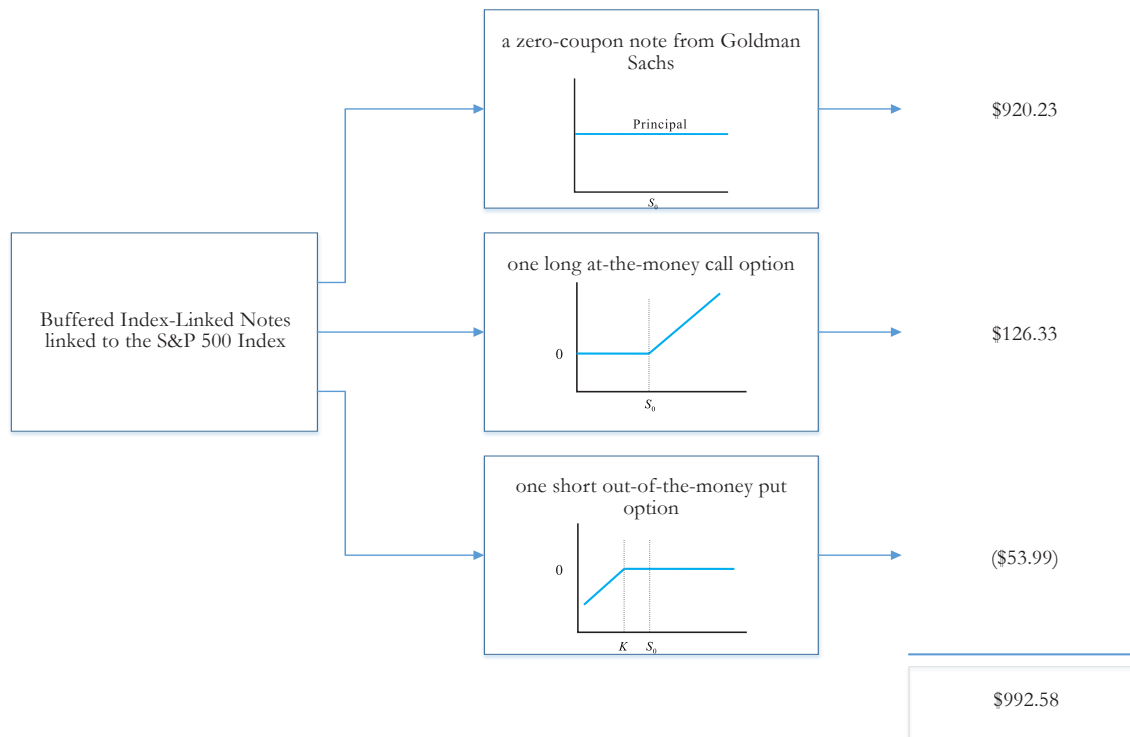 a zero-coupon note from Goldman
Sachs
Principal
S₀
$920.23
Buffered Index-Linked Notes
linked to the S&P 500 Index
one long at-the-money call option
0
S₀
$126.33
one short out-of-the-money put
option
0
K S₀
($53.99)
$992.58